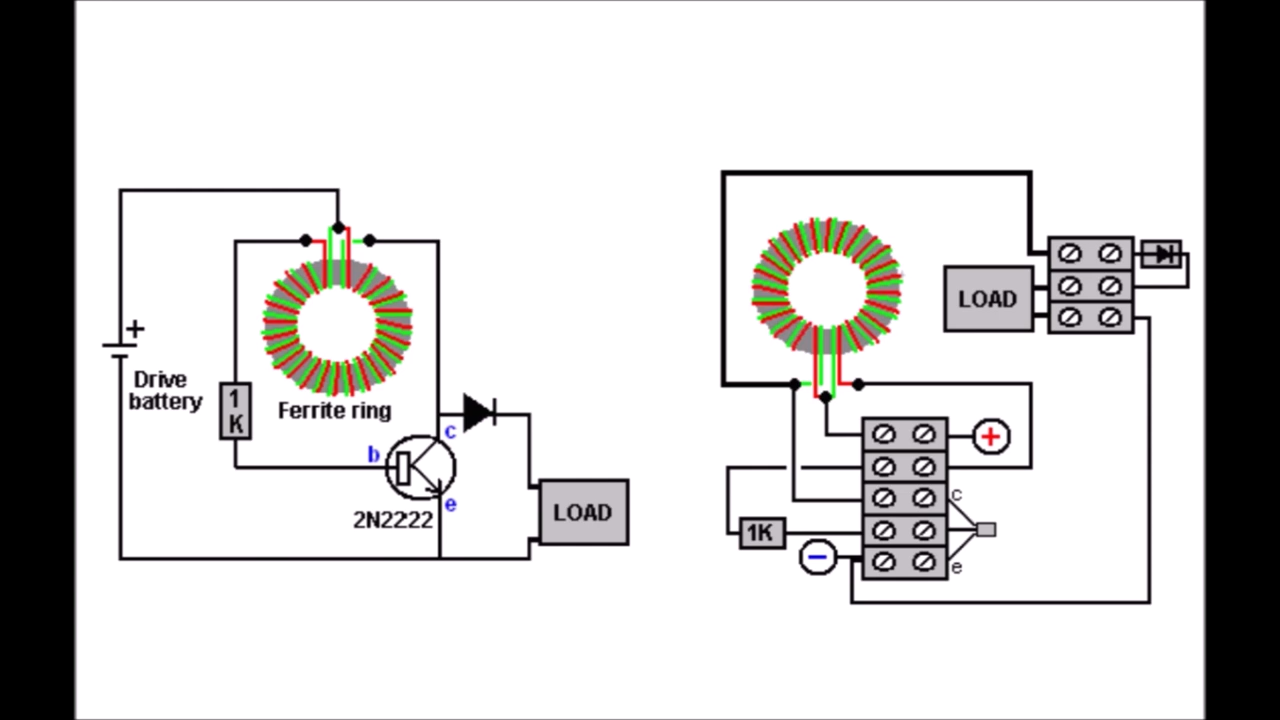 +
Drive
battery
1
K
Ferrite ring
b
c
e
2N2222
LOAD
LOAD
+
c
1K
−
e